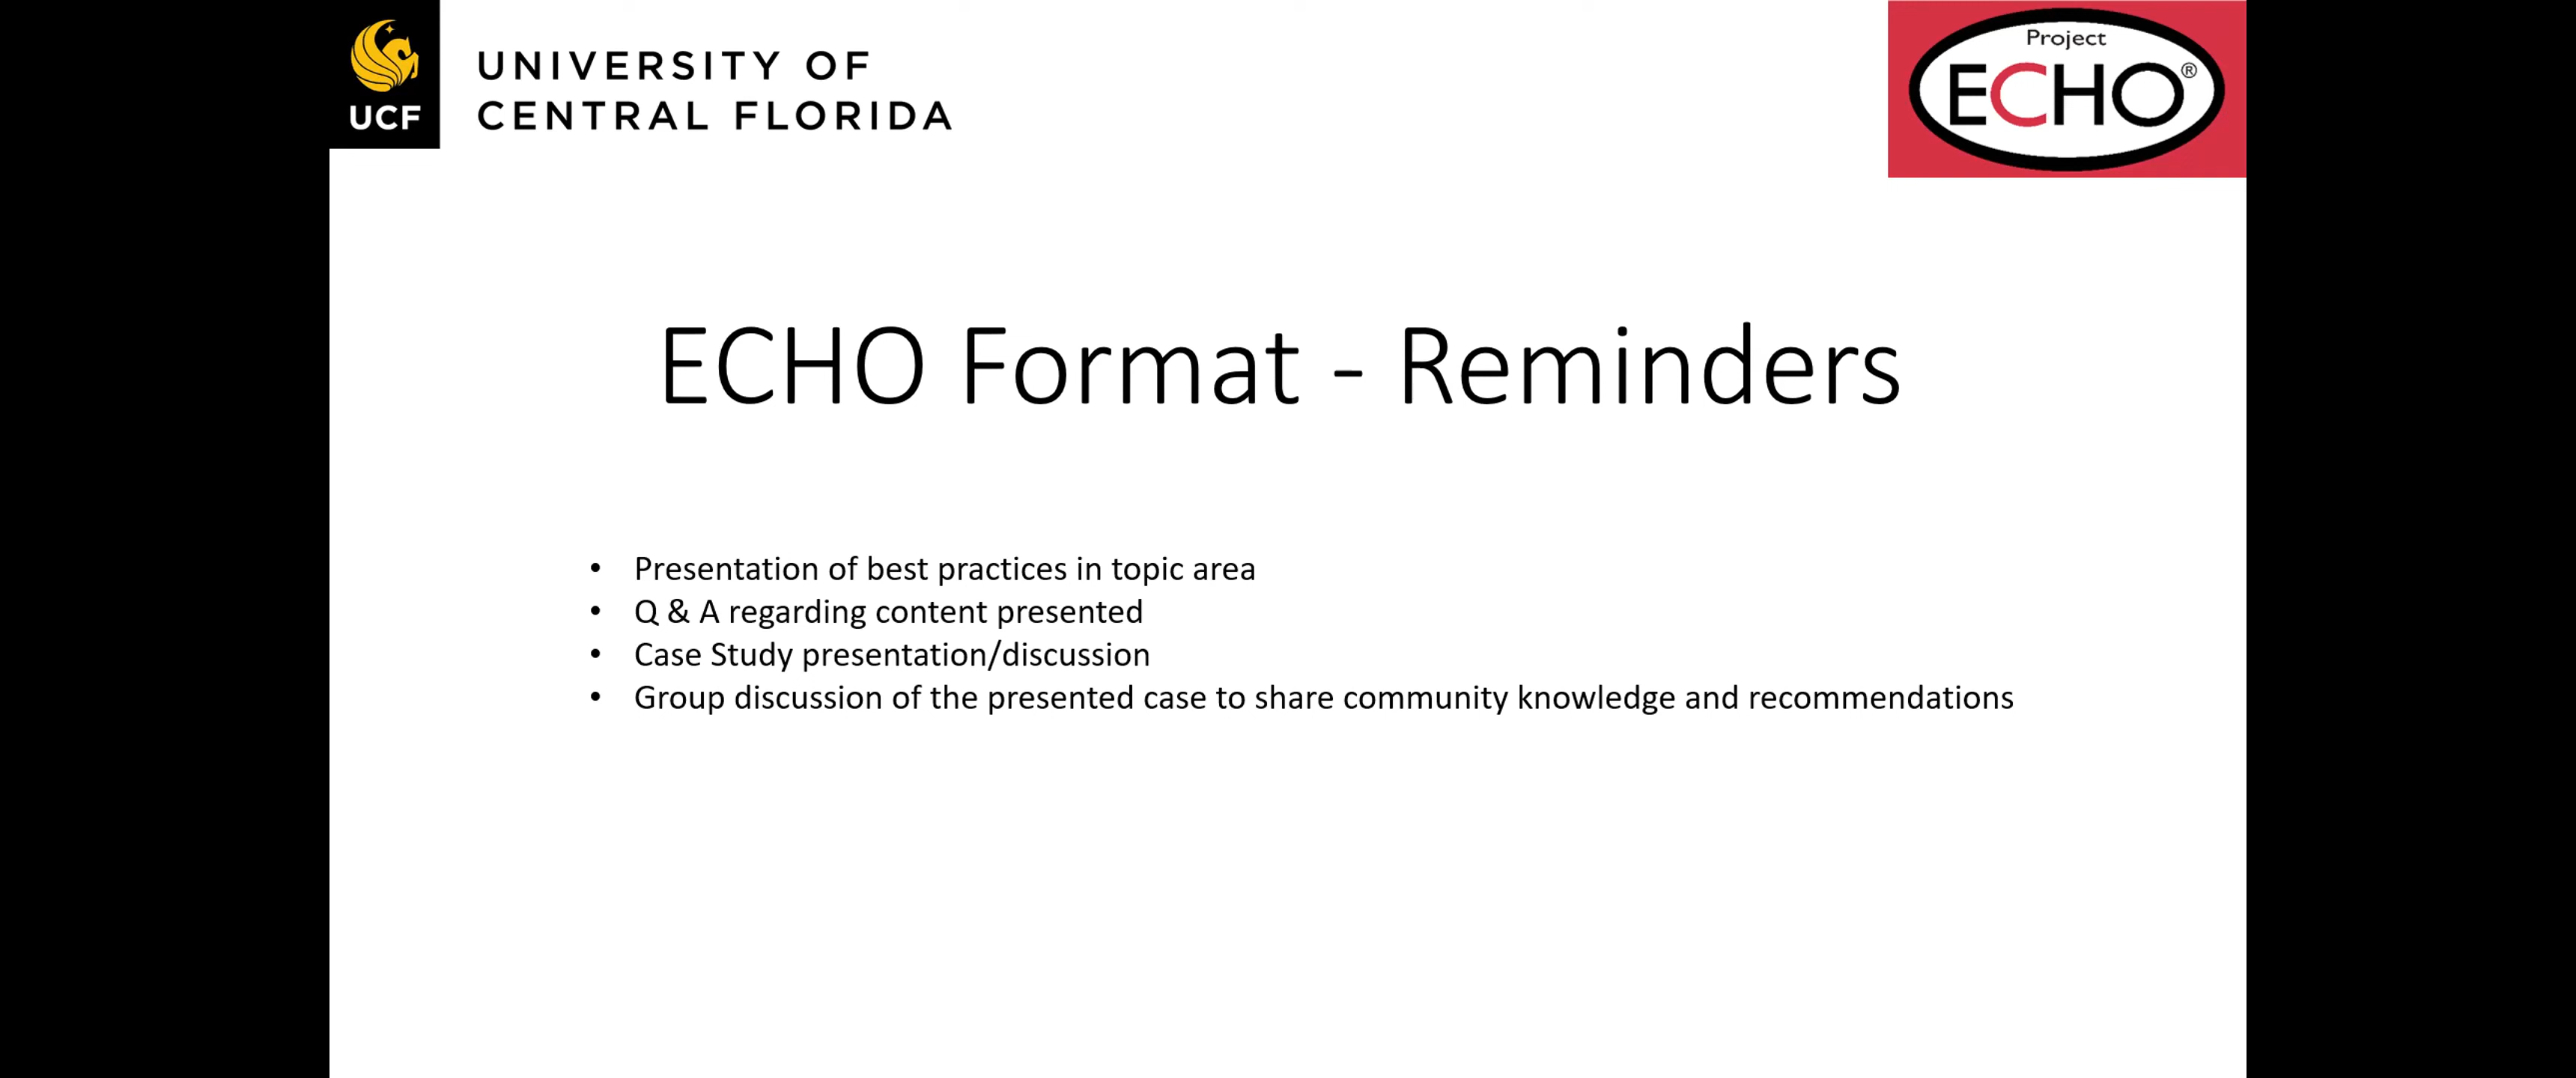 UCF
UNIVERSITY OF
CENTRAL FLORIDA
Project
ECHO®
ECHO Format - Reminders
• Presentation of best practices in topic area
• Q & A regarding content presented
• Case Study presentation/discussion
• Group discussion of the presented case to share community knowledge and recommendations